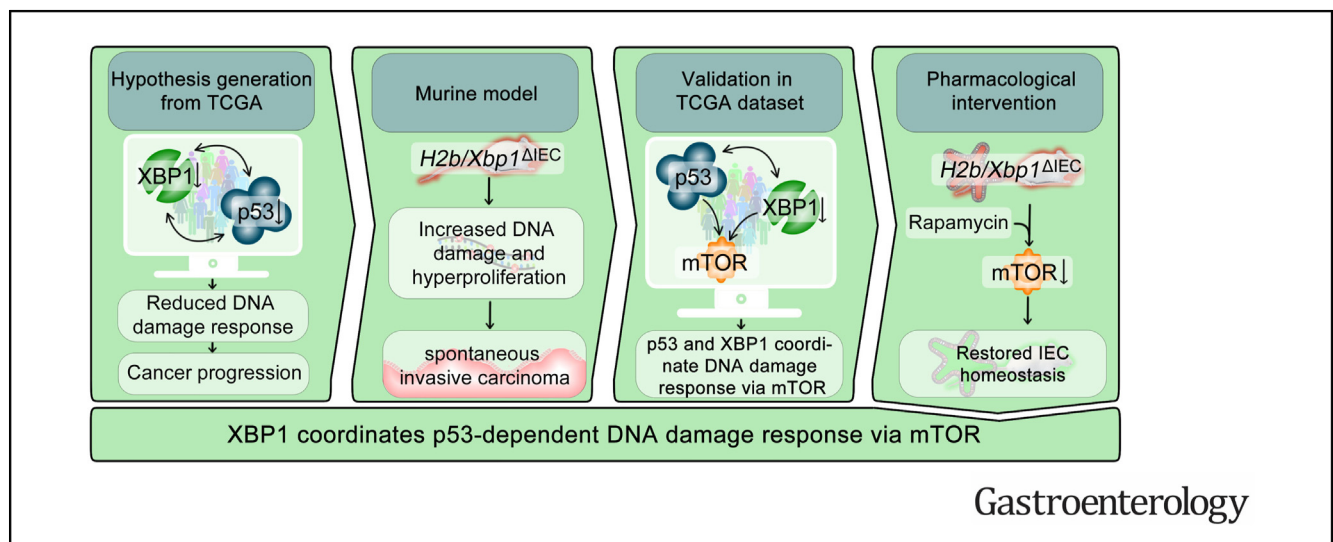 Hypothesis generation
from TCGA
XBP1↓
p53↓
Reduced DNA
damage response
Cancer progression
Murine model
H2b/Xbp1ΔIEC
Increased DNA
damage and
hyperproliferation
spontaneous
invasive carcinoma
Validation in
TCGA dataset
p53
XBP1↓
mTOR
p53 and XBP1 coordi-
nate DNA damage
response via mTOR
Pharmacological
intervention
H2b/Xbp1ΔIEC
Rapamycin
mTOR↓
Restored IEC
homeostasis
XBP1 coordinates p53-dependent DNA damage response via mTOR
Gastroenterology